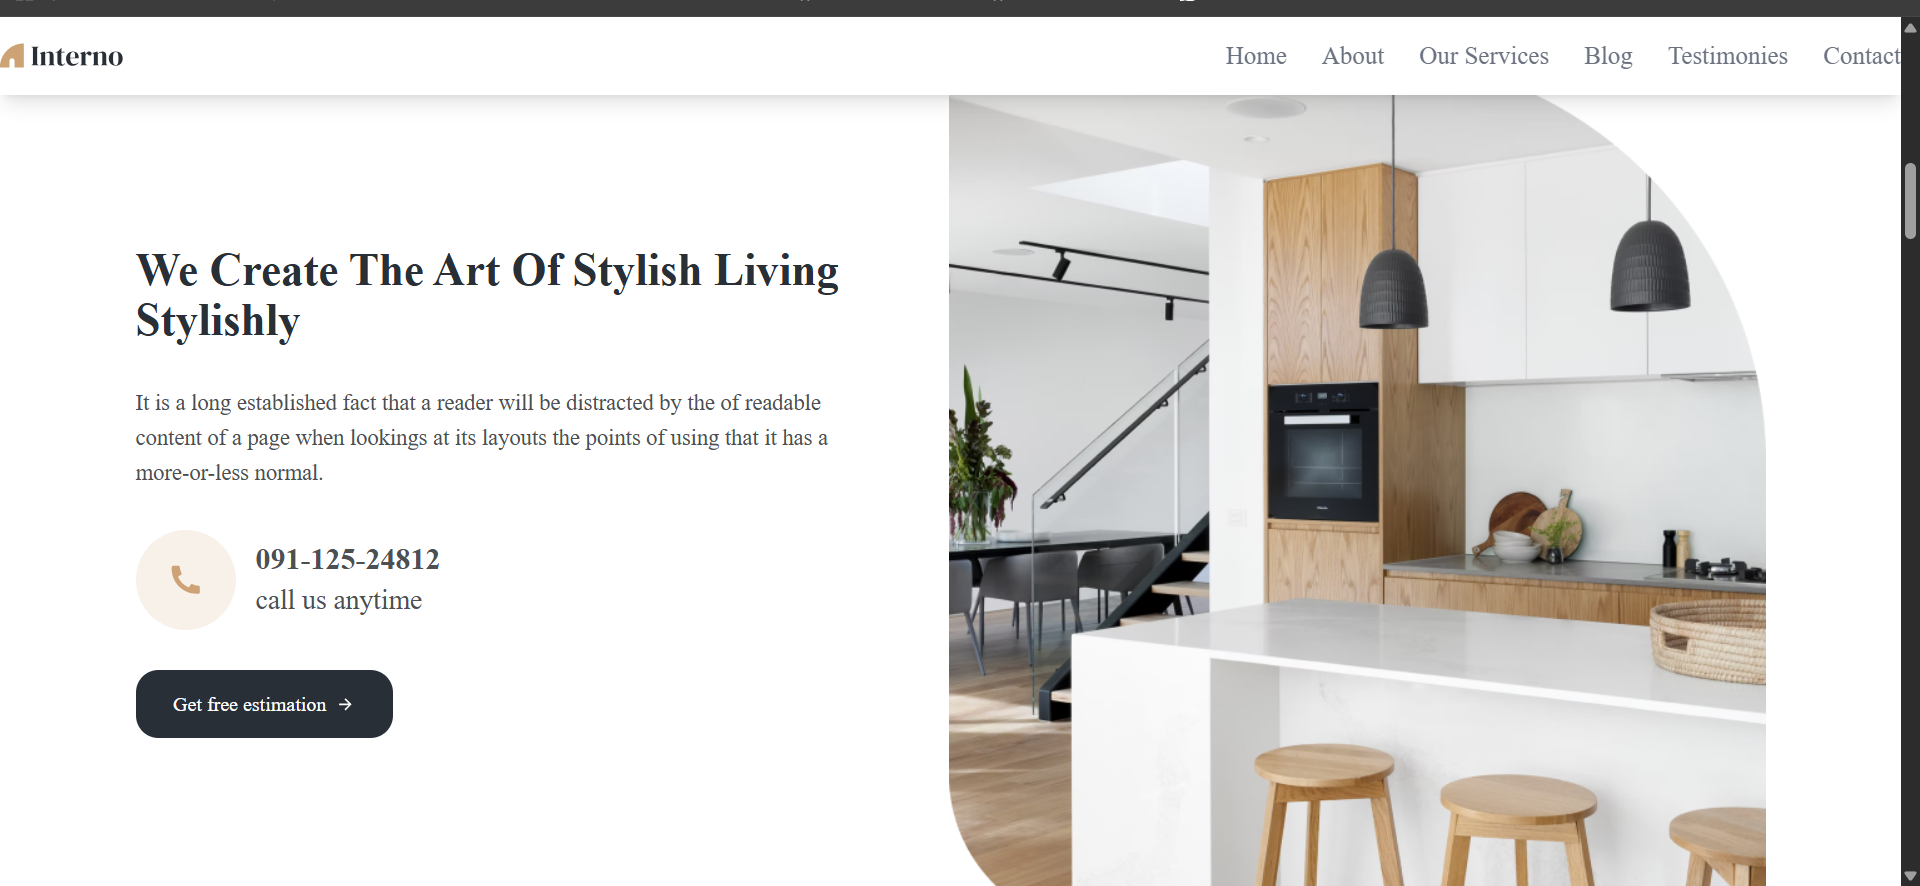 Interno
Home About Our Services Blog Testimonies Contact
We Create The Art Of Stylish Living
Stylishly
It is a long established fact that a reader will be distracted by the of readable
content of a page when lookings at its layouts the points of using that it has a
more-or-less normal.
091-125-24812
call us anytime
Get free estimation →